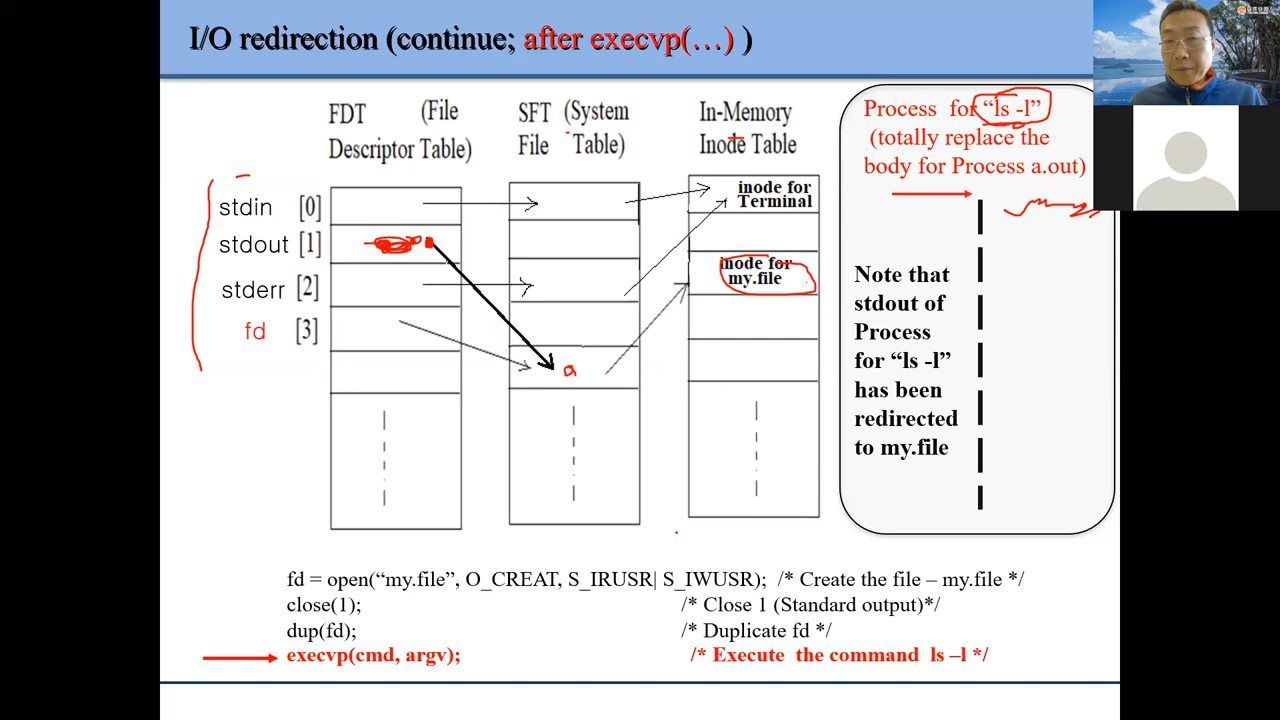 I/O redirection (continue; after execvp(…) )
FDT (File
Descriptor Table)
SFT (System
File Table)
In-Memory
Inode Table
stdin [0]
stdout [1]
stderr [2]
fd [3]
inode for
Terminal
inode for
my.file
a
Process for “ls -l”
(totally replace the
body for Process a.out)
Note that
stdout of
Process
for “ls -l”
has been
redirected
to my.file
fd = open(“my.file”, O_CREAT, S_IRUSR| S_IWUSR); /* Create the file – my.file */
close(1); /* Close 1 (Standard output)*/
dup(fd); /* Duplicate fd */
execvp(cmd, argv); /* Execute the command ls –l */